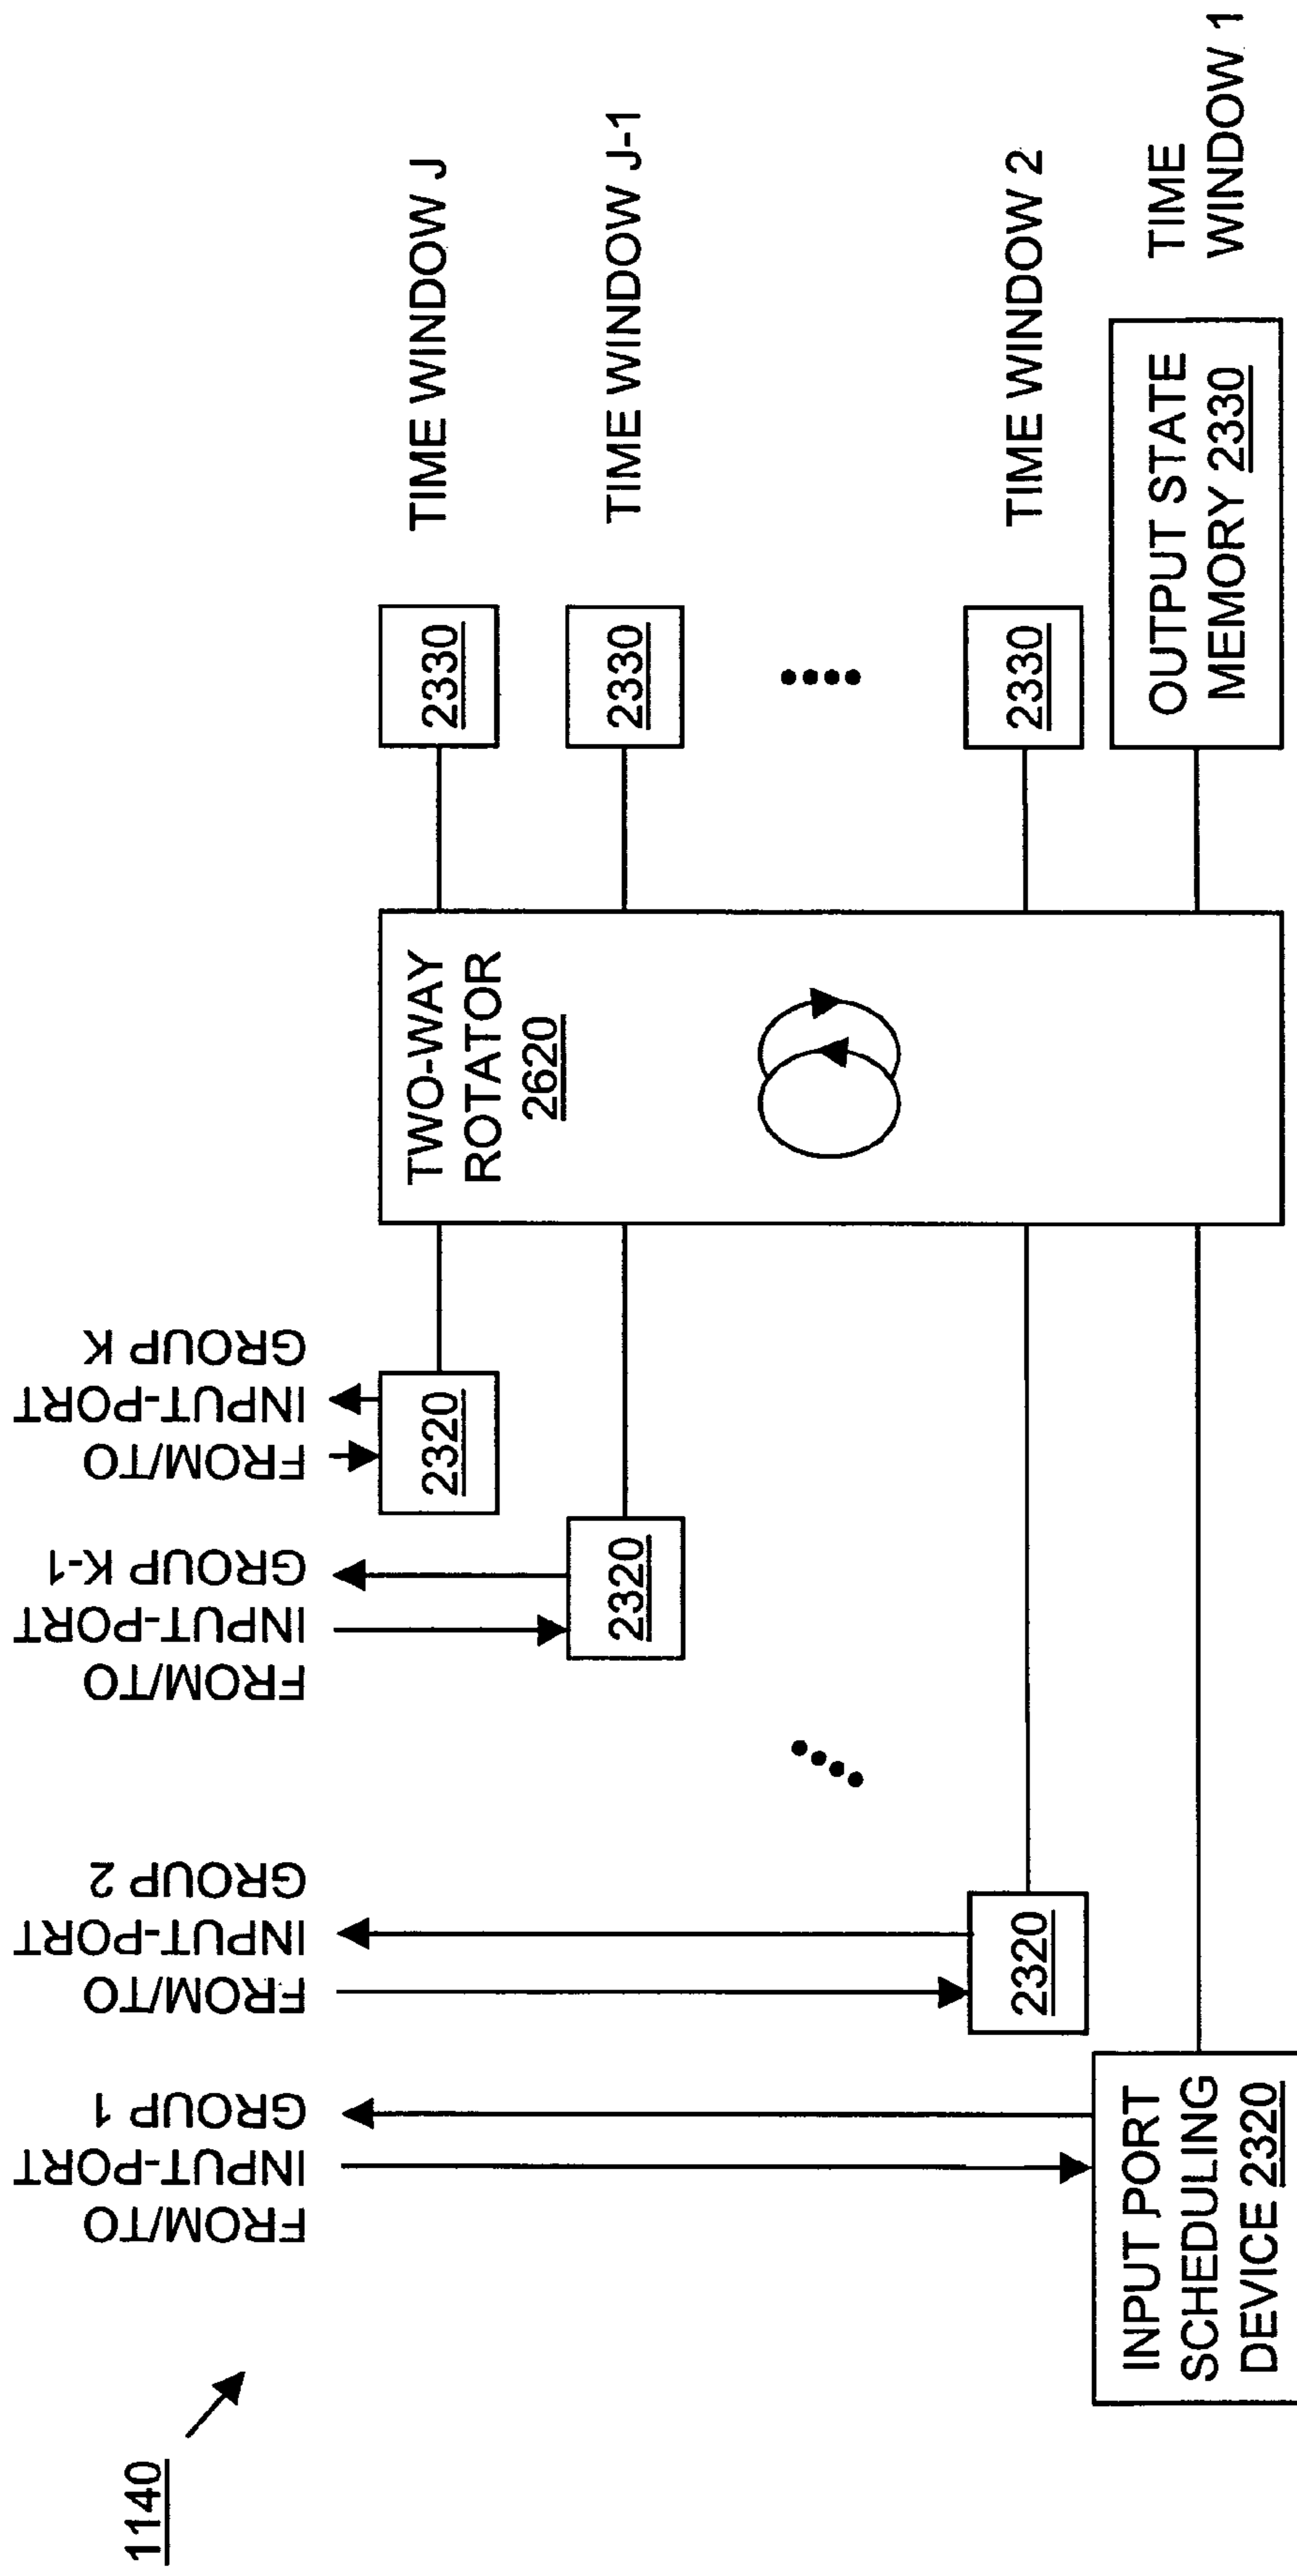 1140
FROM/TO
INPUT-PORT
GROUP 1
FROM/TO
INPUT-PORT
GROUP 2
FROM/TO
INPUT-PORT
GROUP K-1
FROM/TO
INPUT-PORT
GROUP K
INPUT PORT
SCHEDULING
DEVICE 2320
2320
2320
2320
TWO-WAY
ROTATOR
2620
2330
TIME WINDOW J
2330
TIME WINDOW J-1
2330
TIME WINDOW 2
OUTPUT STATE
MEMORY 2330
TIME
WINDOW 1